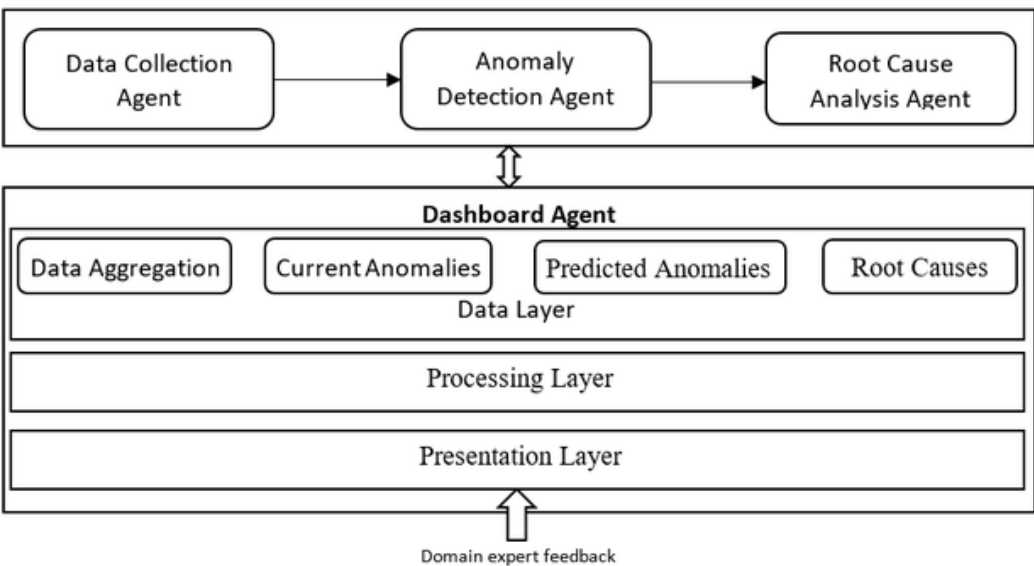 Data Collection
Agent
Anomaly
Detection Agent
Root Cause
Analysis Agent
Dashboard Agent
Data Aggregation
Current Anomalies
Predicted Anomalies
Root Causes
Data Layer
Processing Layer
Presentation Layer
Domain expert feedback